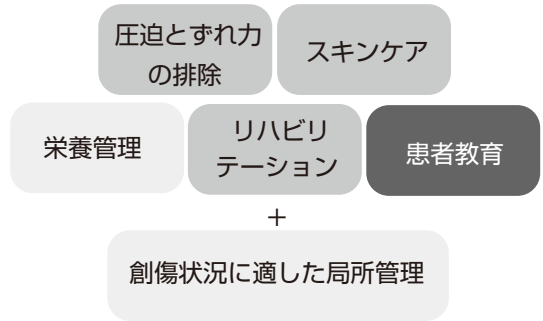 圧迫とずれ力
の排除
スキンケア
栄養管理
リハビリ
テーション
患者教育
+
創傷状況に適した局所管理